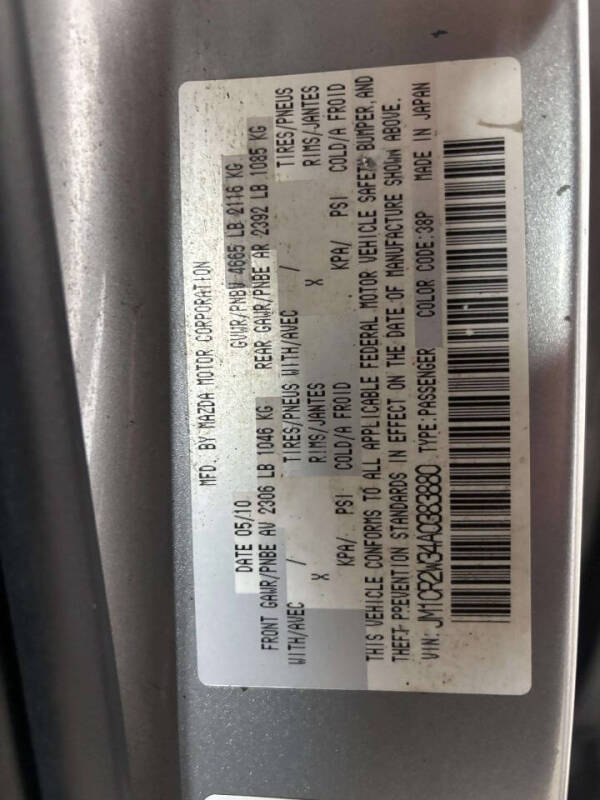 MFD. BY MAZDA MOTOR CORPORATION
DATE 05/10 GVWR/PNBV 4665 LB 2116 KG
FRONT GAWR/PNBE AV 2306 LB 1046 KG REAR GAWR/PNBE AR 2392 LB 1085 KG
WITH/AVEC / TIRES/PNEUS WITH/AVEC / TIRES/PNEUS
X RIMS/JANTES X RIMS/JANTES
KPA/ PSI COLD/A FROID KPA/ PSI COLD/A FROID
THIS VEHICLE CONFORMS TO ALL APPLICABLE FEDERAL MOTOR VEHICLE SAFETY, BUMPER, AND
THEFT PREVENTION STANDARDS IN EFFECT ON THE DATE OF MANUFACTURE SHOWN ABOVE.
VIN: JM1CR2W34A0383880 TYPE:PASSENGER COLOR CODE:38P MADE IN JAPAN